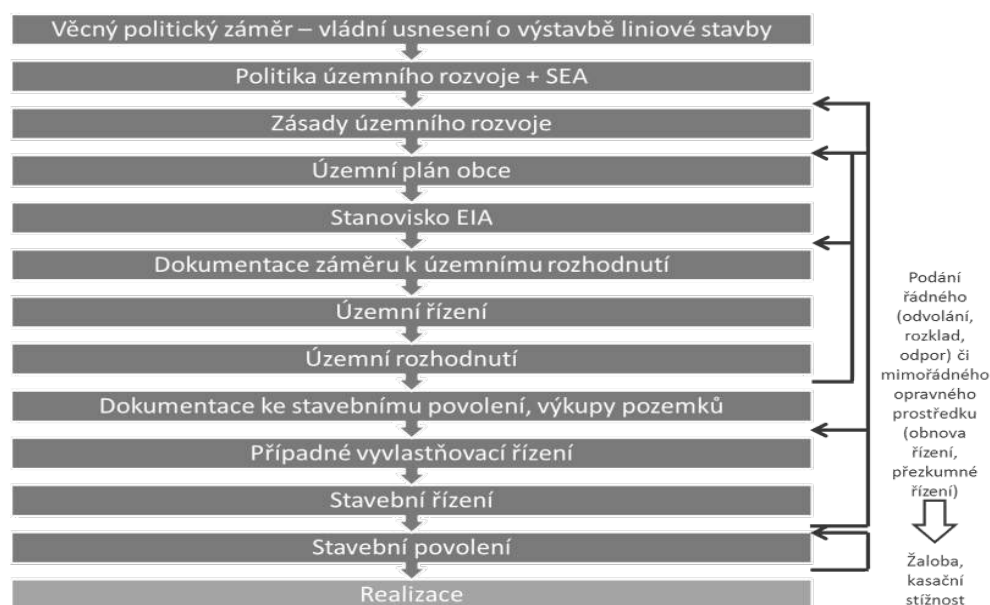 Věcný politický záměr – vládní usnesení o výstavbě liniové stavby
Politika územního rozvoje + SEA
Zásady územního rozvoje
Územní plán obce
Stanovisko EIA
Dokumentace záměru k územnímu rozhodnutí
Územní řízení
Územní rozhodnutí
Dokumentace ke stavebnímu povolení, výkupy pozemků
Případné vyvlastňovací řízení
Stavební řízení
Stavební povolení
Realizace
Podání
řádného
(odvolání,
rozklad,
odpor) či
mimořádného
opravného
prostředku
(obnova
řízení,
přezkumné
řízení)
Žaloba,
kasační
stížnost